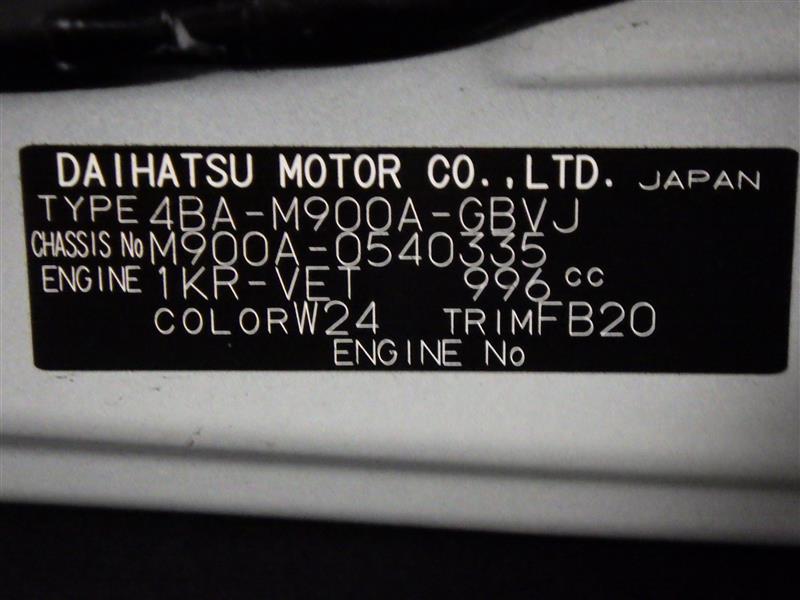 DAIHATSU MOTOR CO.,LTD. JAPAN
TYPE 4BA-M900A-GBVJ
CHASSIS No M900A-0540335
ENGINE 1KR-VET 996 cc
COLOR W24 TRIM FB20
ENGINE No